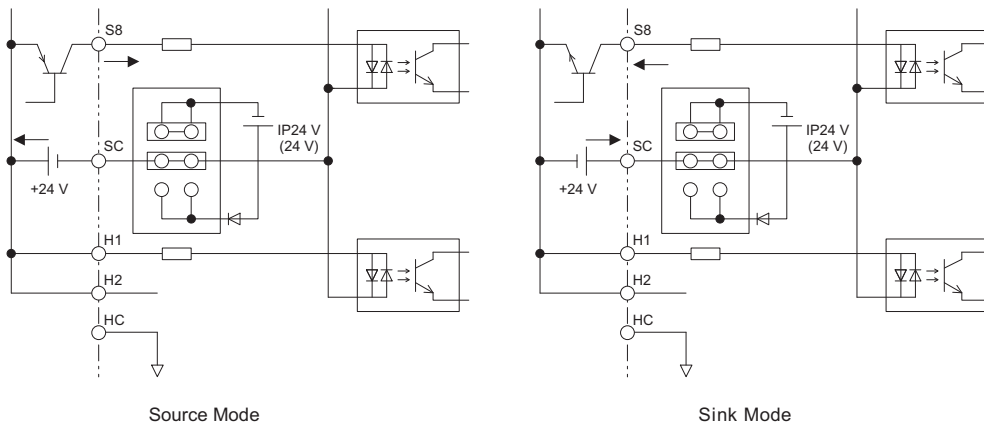 S8
IP24 V
(24 V)
SC
+24 V
H1
H2
HC
Source Mode
S8
IP24 V
(24 V)
SC
+24 V
H1
H2
HC
Sink Mode